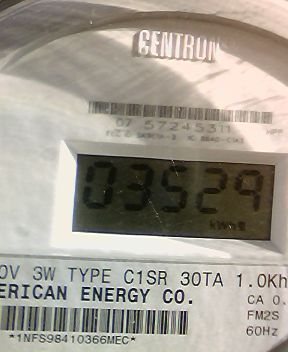 CENTRON
07 57245311
03529
kWh
0V 3W TYPE C1SR 30TA 1.0Kh
ERICAN ENERGY CO.
CA 0.
FM2S
60Hz
*1NFS98410366MEC*